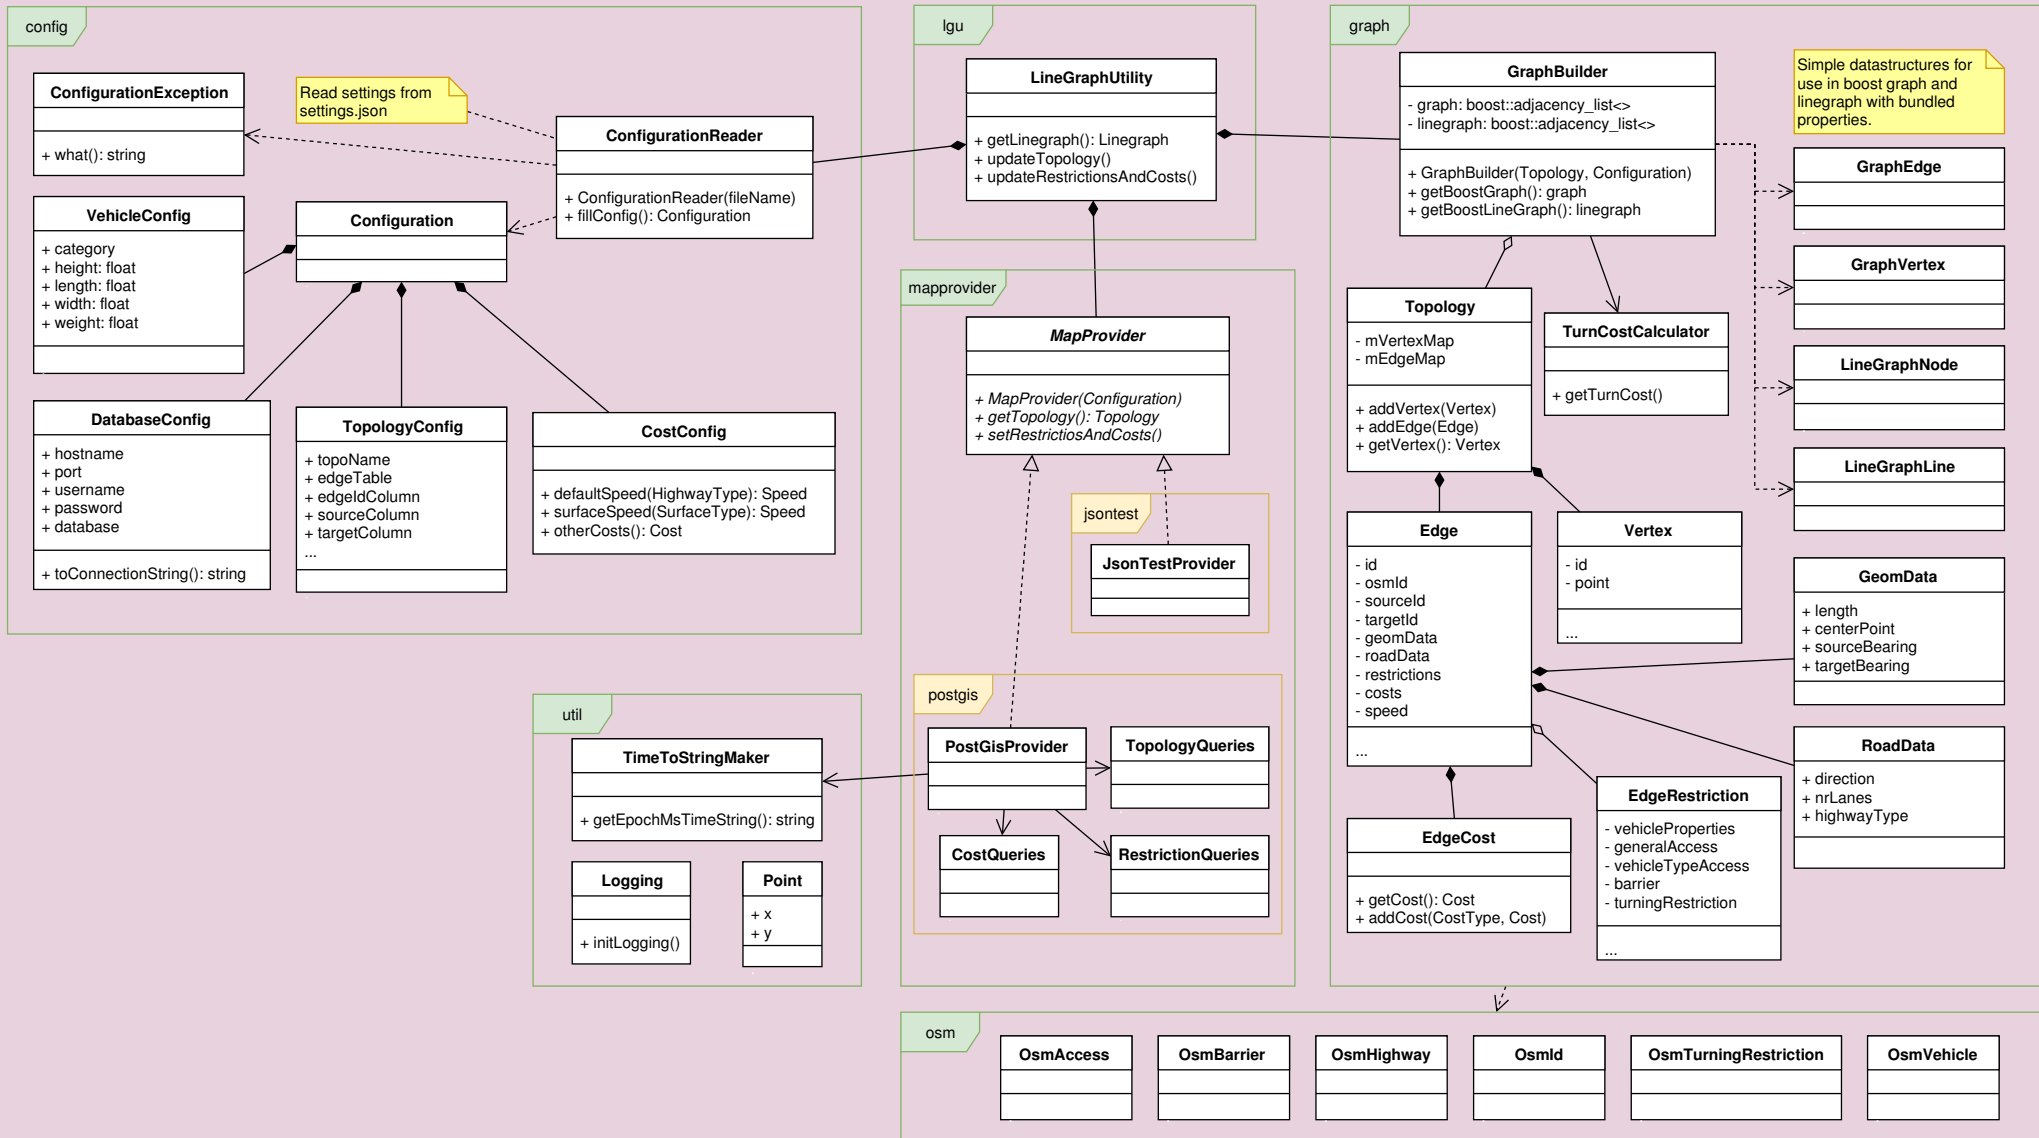 config
ConfigurationException
+ what(): string
Read settings from
settings.json
ConfigurationReader
+ ConfigurationReader(fileName)
+ fillConfig(): Configuration
VehicleConfig
+ category
+ height: float
+ length: float
+ width: float
+ weight: float
Configuration
DatabaseConfig
+ hostname
+ port
+ username
+ password
+ database
+ toConnectionString(): string
TopologyConfig
+ topoName
+ edgeTable
+ edgeIdColumn
+ sourceColumn
+ targetColumn
...
CostConfig
+ defaultSpeed(HighwayType): Speed
+ surfaceSpeed(SurfaceType): Speed
+ otherCosts(): Cost
lgu
LineGraphUtility
+ getLinegraph(): Linegraph
+ updateTopology()
+ updateRestrictionsAndCosts()
mapprovider
MapProvider
+ MapProvider(Configuration)
+ getTopology(): Topology
+ setRestrictiosAndCosts()
jsontest
JsonTestProvider
postgis
PostGisProvider
TopologyQueries
CostQueries
RestrictionQueries
util
TimeToStringMaker
+ getEpochMsTimeString(): string
Logging
+ initLogging()
Point
+ x
+ y
graph
GraphBuilder
- graph: boost::adjacency_list<>
- linegraph: boost::adjacency_list<>
+ GraphBuilder(Topology, Configuration)
+ getBoostGraph(): graph
+ getBoostLineGraph(): linegraph
Simple datastructures for
use in boost graph and
linegraph with bundled
properties.
GraphEdge
GraphVertex
LineGraphNode
LineGraphLine
Topology
- mVertexMap
- mEdgeMap
+ addVertex(Vertex)
+ addEdge(Edge)
+ getVertex(): Vertex
TurnCostCalculator
+ getTurnCost()
Edge
- id
- osmId
- sourceId
- targetId
- geomData
- roadData
- restrictions
- costs
- speed
...
Vertex
- id
- point
...
GeomData
+ length
+ centerPoint
+ sourceBearing
+ targetBearing
RoadData
+ direction
+ nrLanes
+ highwayType
EdgeCost
+ getCost(): Cost
+ addCost(CostType, Cost)
EdgeRestriction
- vehicleProperties
- generalAccess
- vehicleTypeAccess
- barrier
- turningRestriction
...
osm
OsmAccess
OsmBarrier
OsmHighway
OsmId
OsmTurningRestriction
OsmVehicle